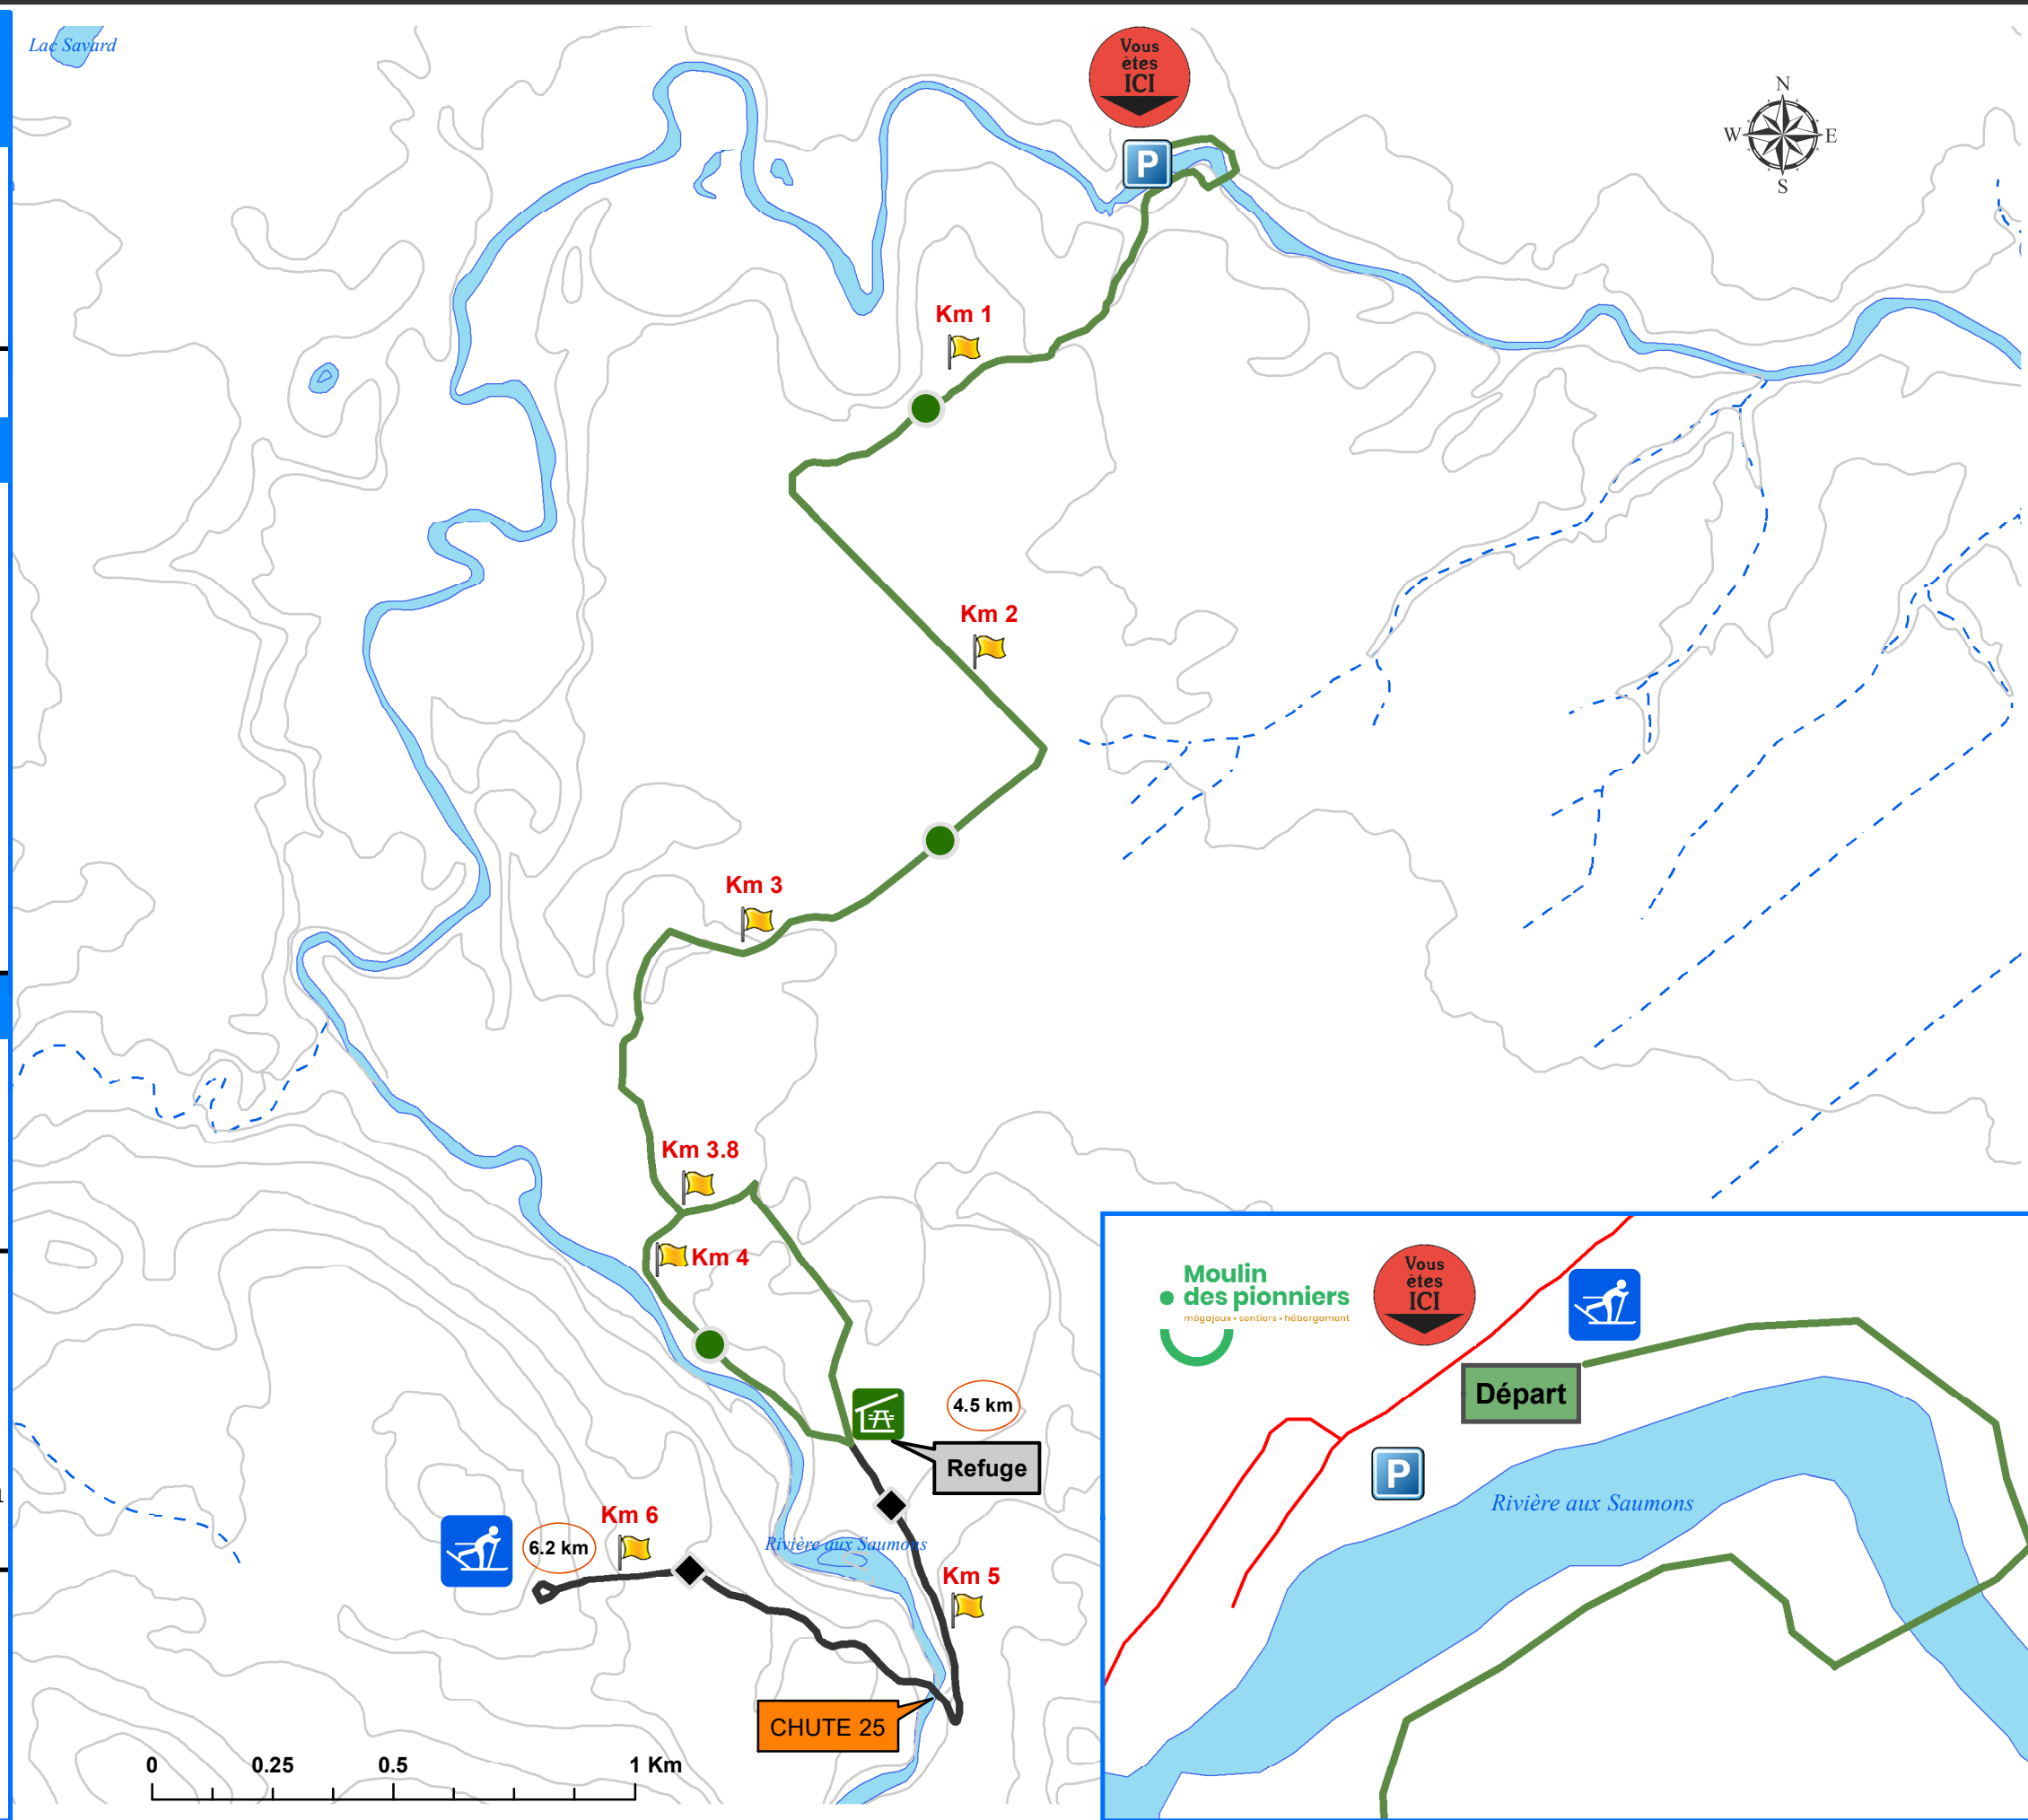 Lac Savard
Vous
êtes
ICI
N
W
E
S
P
Km 1
Km 2
Km 3
Km 3.8
Km 4
4.5 km
Refuge
Km 6
6.2 km
Rivière aux Saumons
Km 5
CHUTE 25
0 0.25 0.5 1 Km
Moulin
des pionniers
mégajeux • sentiers • hébergement
Vous
êtes
ICI
Départ
P
Rivière aux Saumons